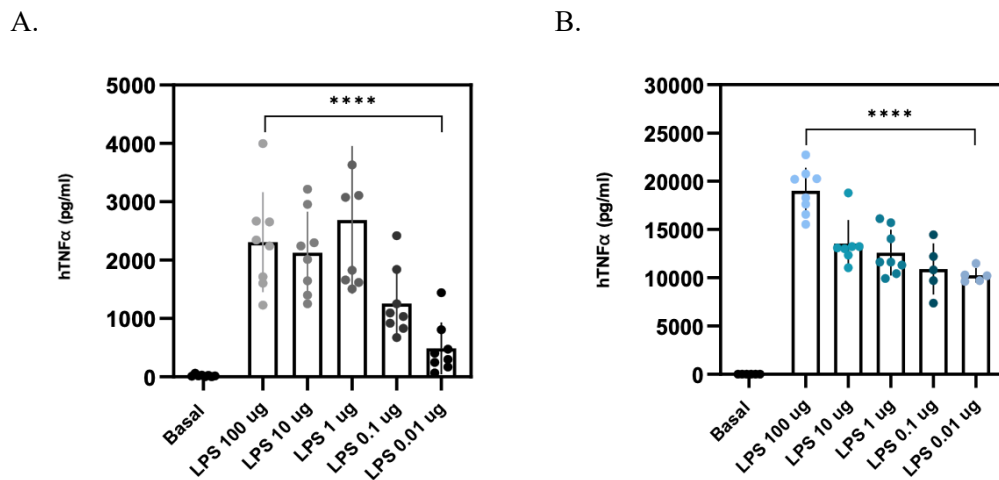 A.
B.
5000
4000
3000
2000
1000
0
hTNFα (pg/ml)
****
Basal
LPS 100 ug
LPS 10 ug
LPS 1 ug
LPS 0.1 ug
LPS 0.01 ug
30000
25000
20000
15000
10000
5000
0
hTNFα (pg/ml)
****
Basal
LPS 100 ug
LPS 10 ug
LPS 1 ug
LPS 0.1 ug
LPS 0.01 ug